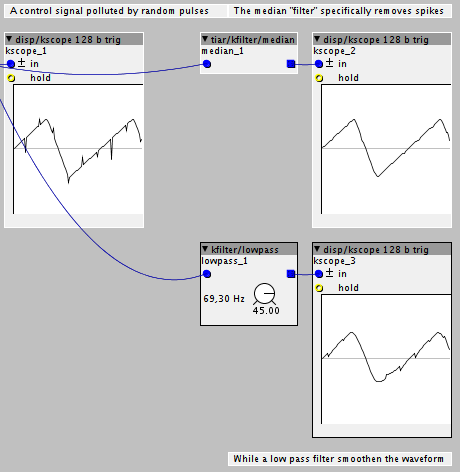 A control signal polluted by random pulses
The median "filter" specifically removes spikes
disp/kscope 128 b trig
kscope_1
± in
hold
tiar/kfilter/median
median_1
disp/kscope 128 b trig
kscope_2
± in
hold
kfilter/lowpass
lowpass_1
69,30 Hz
45.00
disp/kscope 128 b trig
kscope_3
± in
hold
While a low pass filter smoothen the waveform